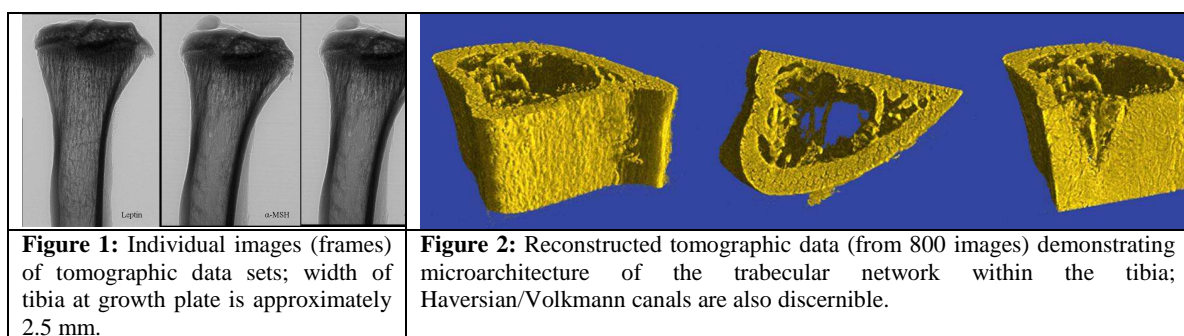 Leptin
α-MSH
Figure 1: Individual images (frames)
of tomographic data sets; width of
tibia at growth plate is approximately
2.5 mm.
Figure 2: Reconstructed tomographic data (from 800 images) demonstrating
microarchitecture of the trabecular network within the tibia;
Haversian/Volkmann canals are also discernible.